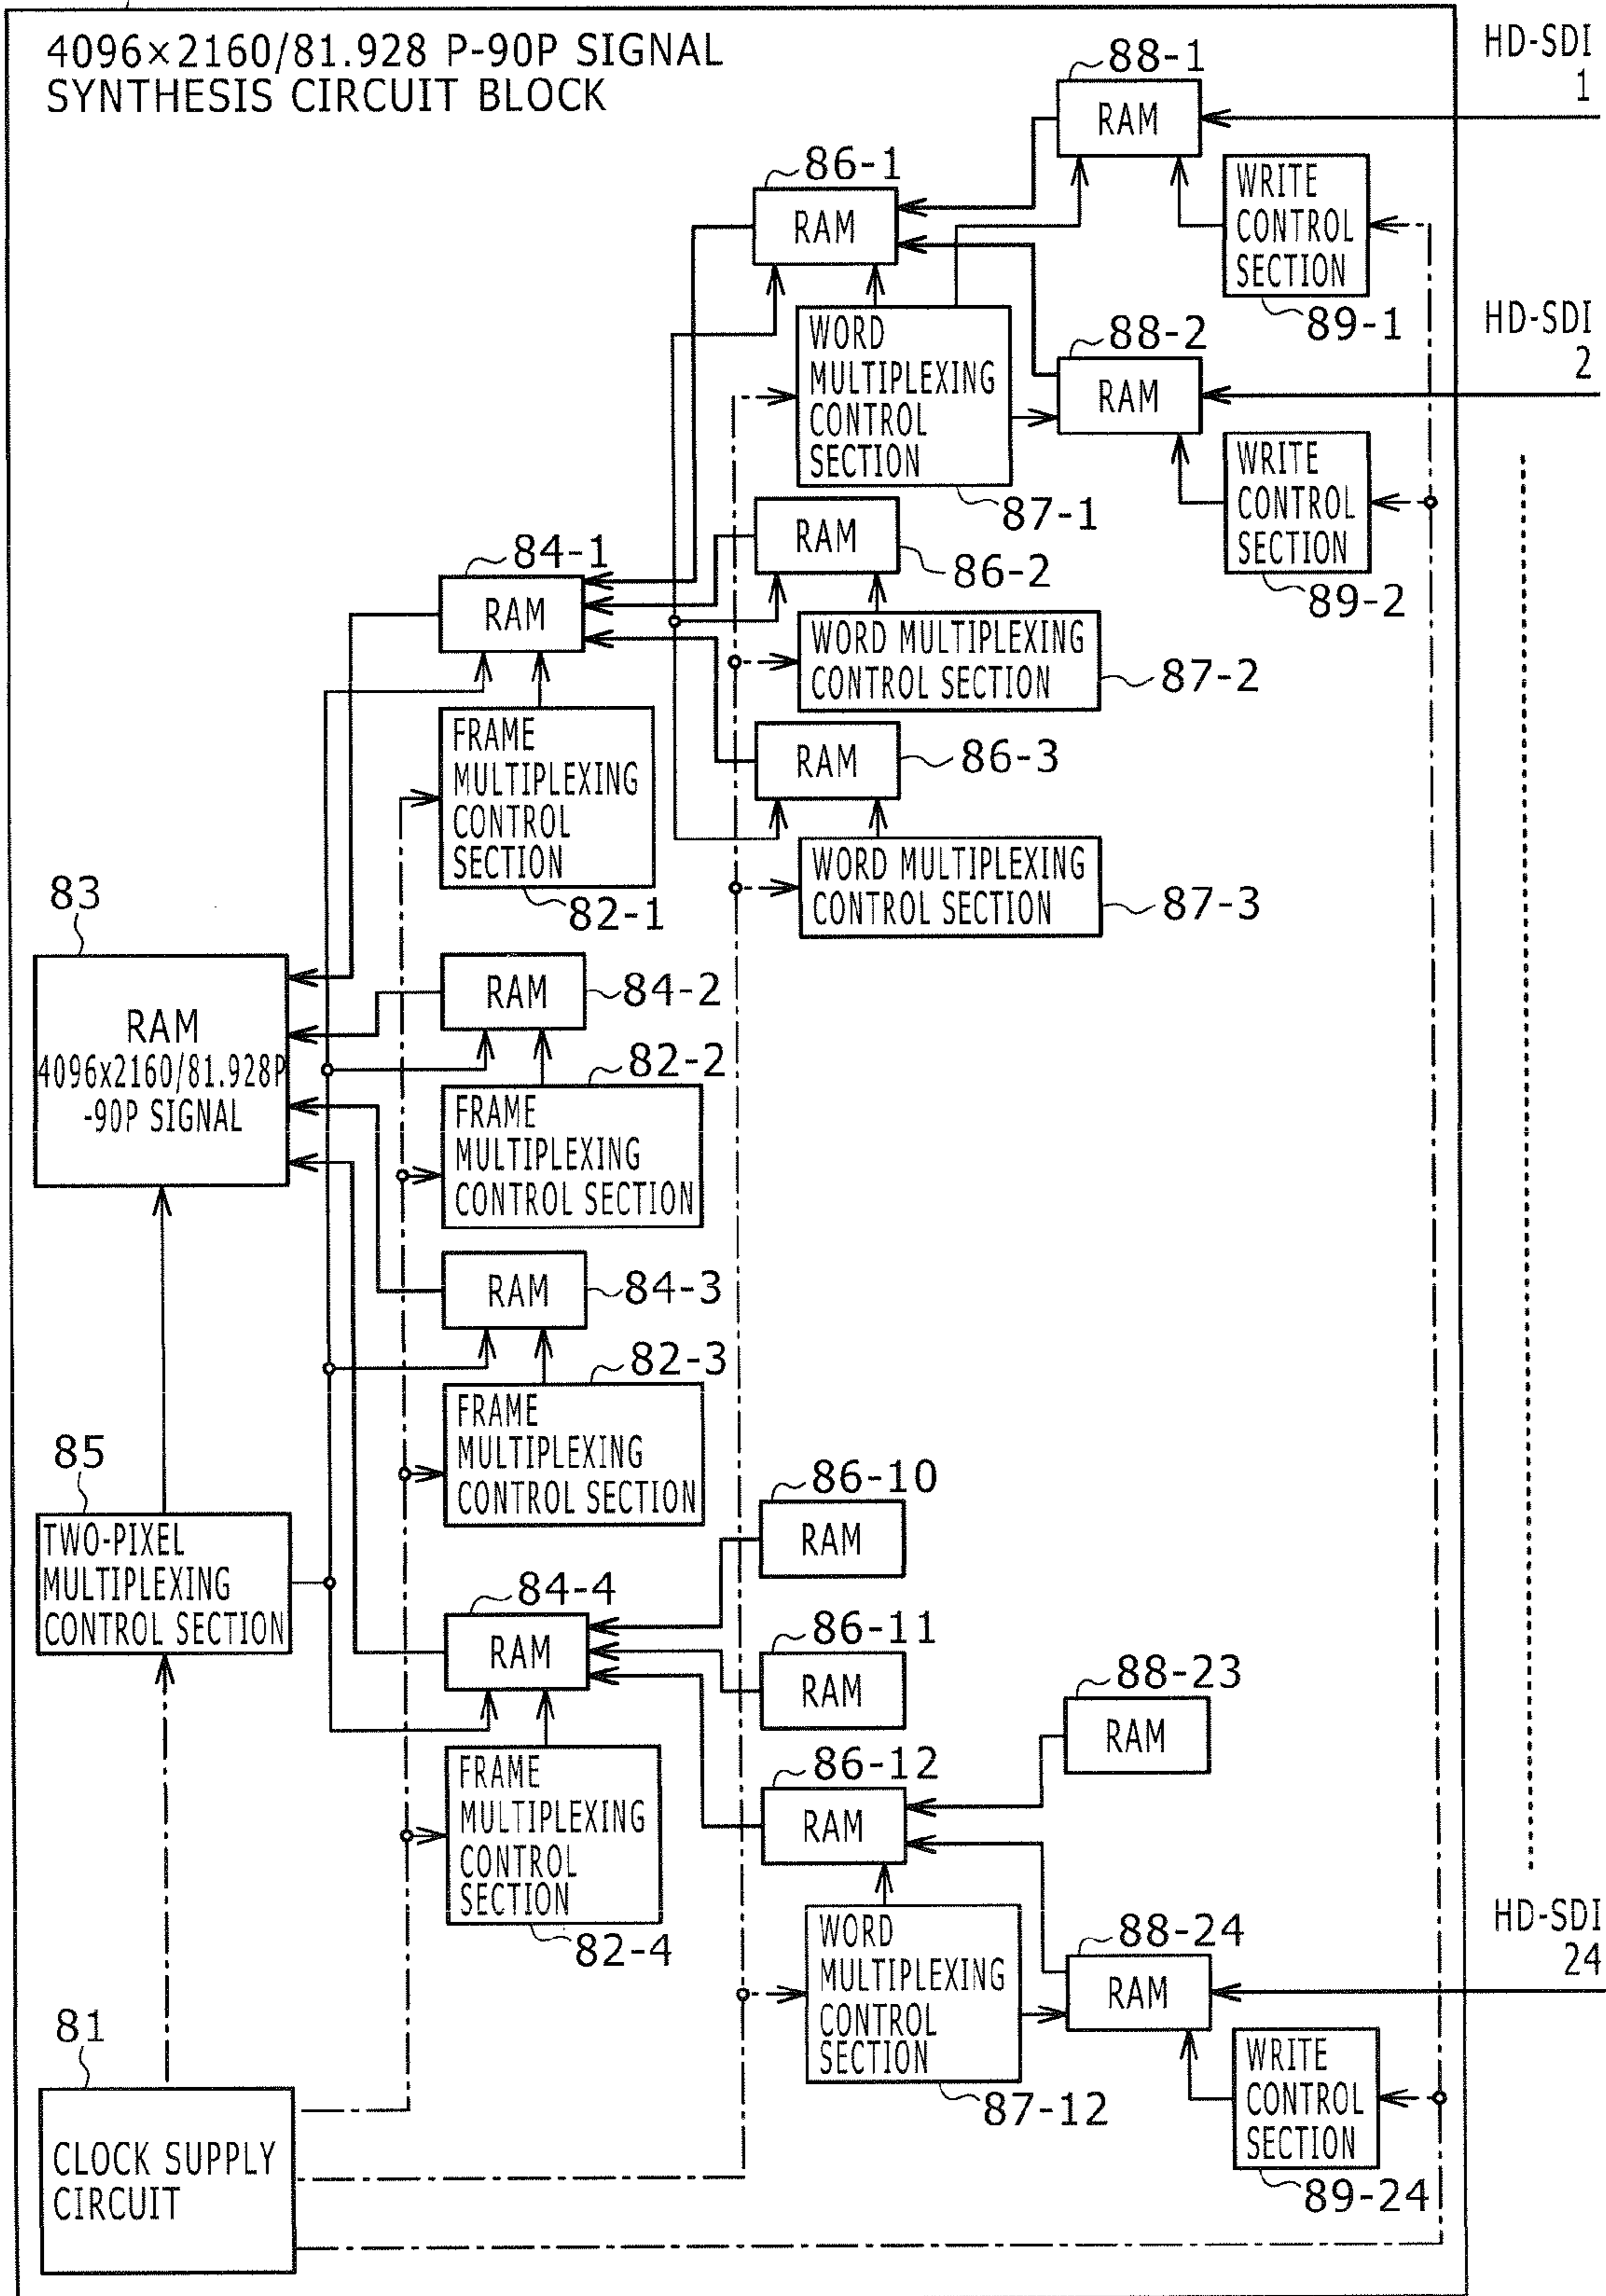 4096×2160/81.928 P-90P SIGNAL
SYNTHESIS CIRCUIT BLOCK
HD-SDI
1
88-1
RAM
86-1
RAM
WRITE
CONTROL
SECTION
89-1
HD-SDI
2
WORD
MULTIPLEXING
CONTROL
SECTION
87-1
88-2
RAM
WRITE
CONTROL
SECTION
89-2
84-1
RAM
RAM
86-2
WORD MULTIPLEXING
CONTROL SECTION
87-2
FRAME
MULTIPLEXING
CONTROL
SECTION
82-1
RAM
86-3
WORD MULTIPLEXING
CONTROL SECTION
87-3
83
RAM
4096x2160/81.928P
-90P SIGNAL
RAM
84-2
82-2
FRAME
MULTIPLEXING
CONTROL SECTION
RAM
84-3
82-3
FRAME
MULTIPLEXING
CONTROL SECTION
85
TWO-PIXEL
MULTIPLEXING
CONTROL SECTION
86-10
RAM
84-4
RAM
86-11
RAM
88-23
RAM
86-12
RAM
FRAME
MULTIPLEXING
CONTROL
SECTION
82-4
WORD
MULTIPLEXING
CONTROL
SECTION
87-12
88-24
RAM
HD-SDI
24
WRITE
CONTROL
SECTION
89-24
81
CLOCK SUPPLY
CIRCUIT